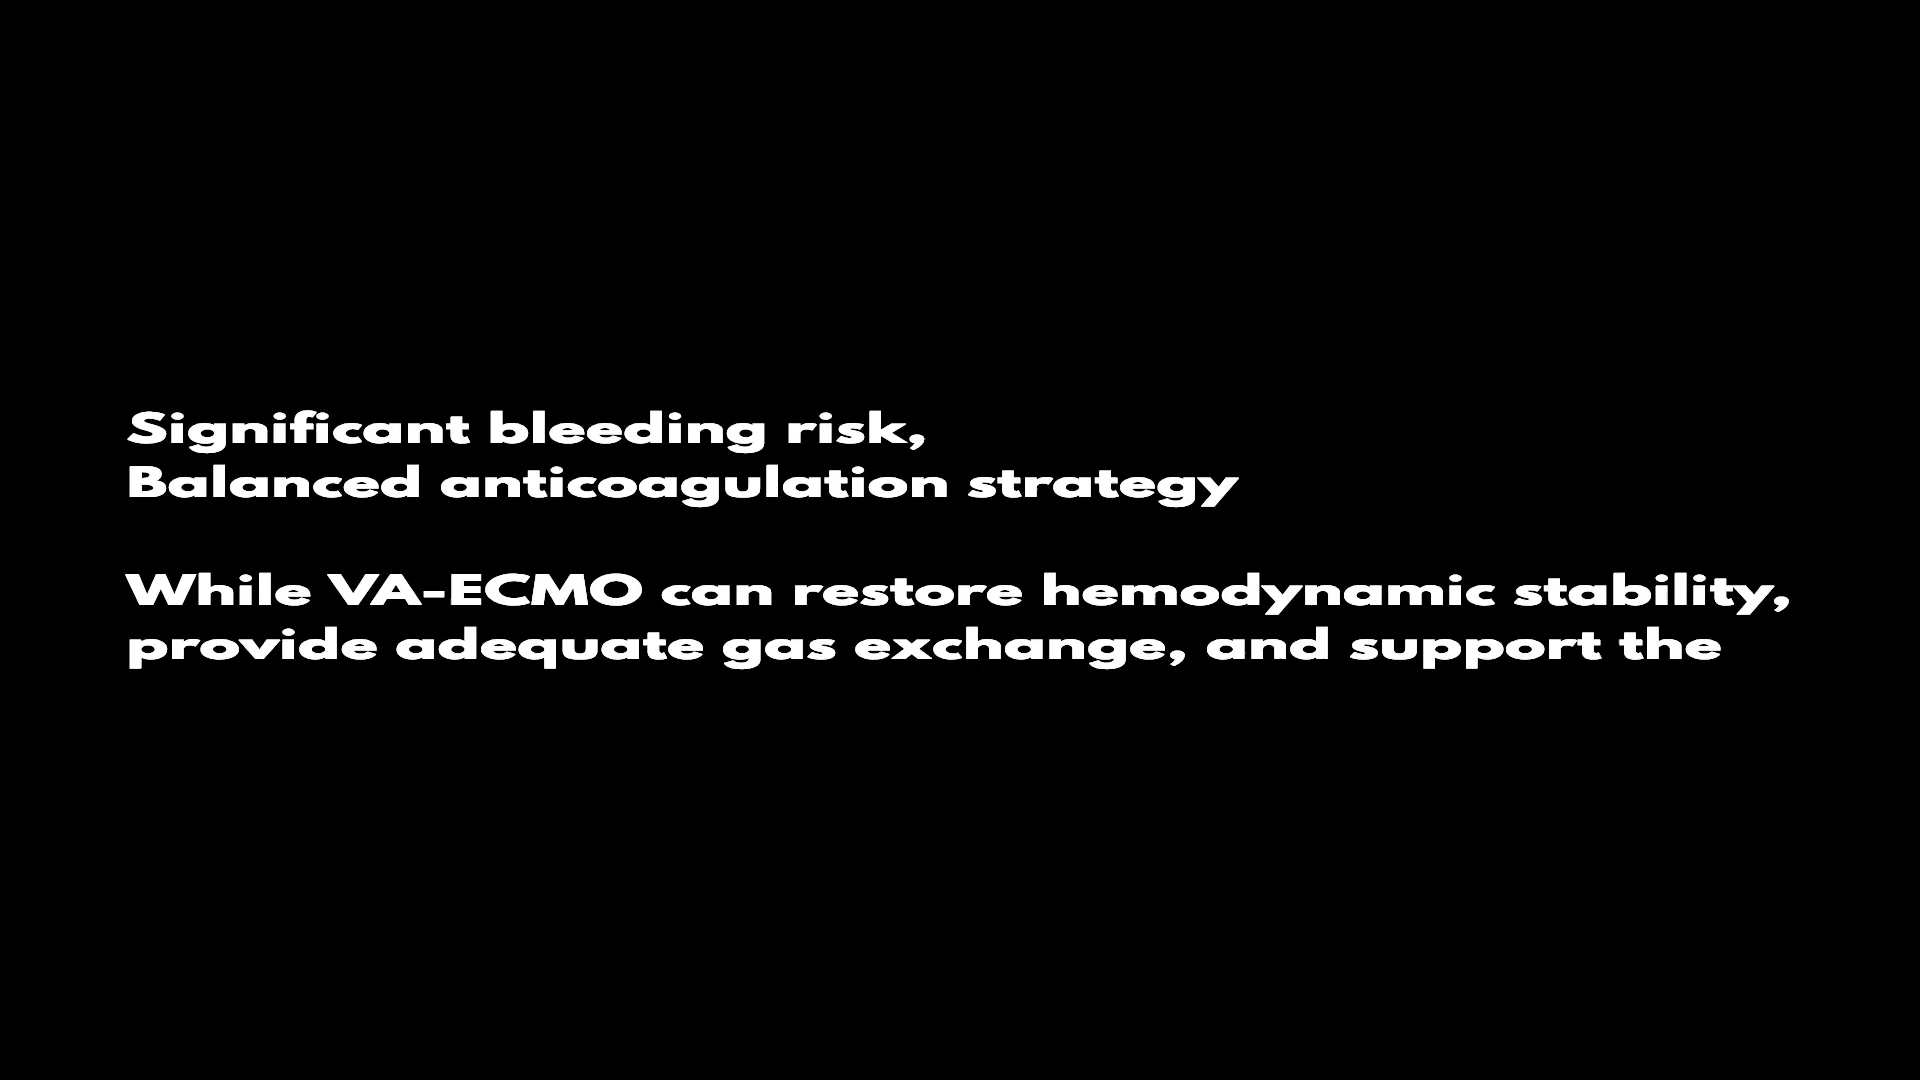 Significant bleeding risk,
Balanced anticoagulation strategy
While VA-ECMO can restore hemodynamic stability,
provide adequate gas exchange, and support the